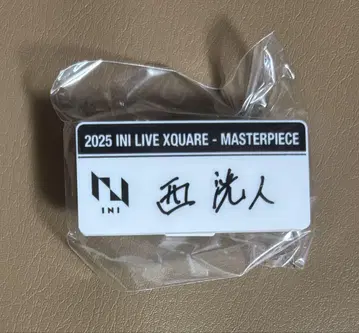 2025 INI LIVE XQUARE - MASTERPIECE
INI
西 洸人